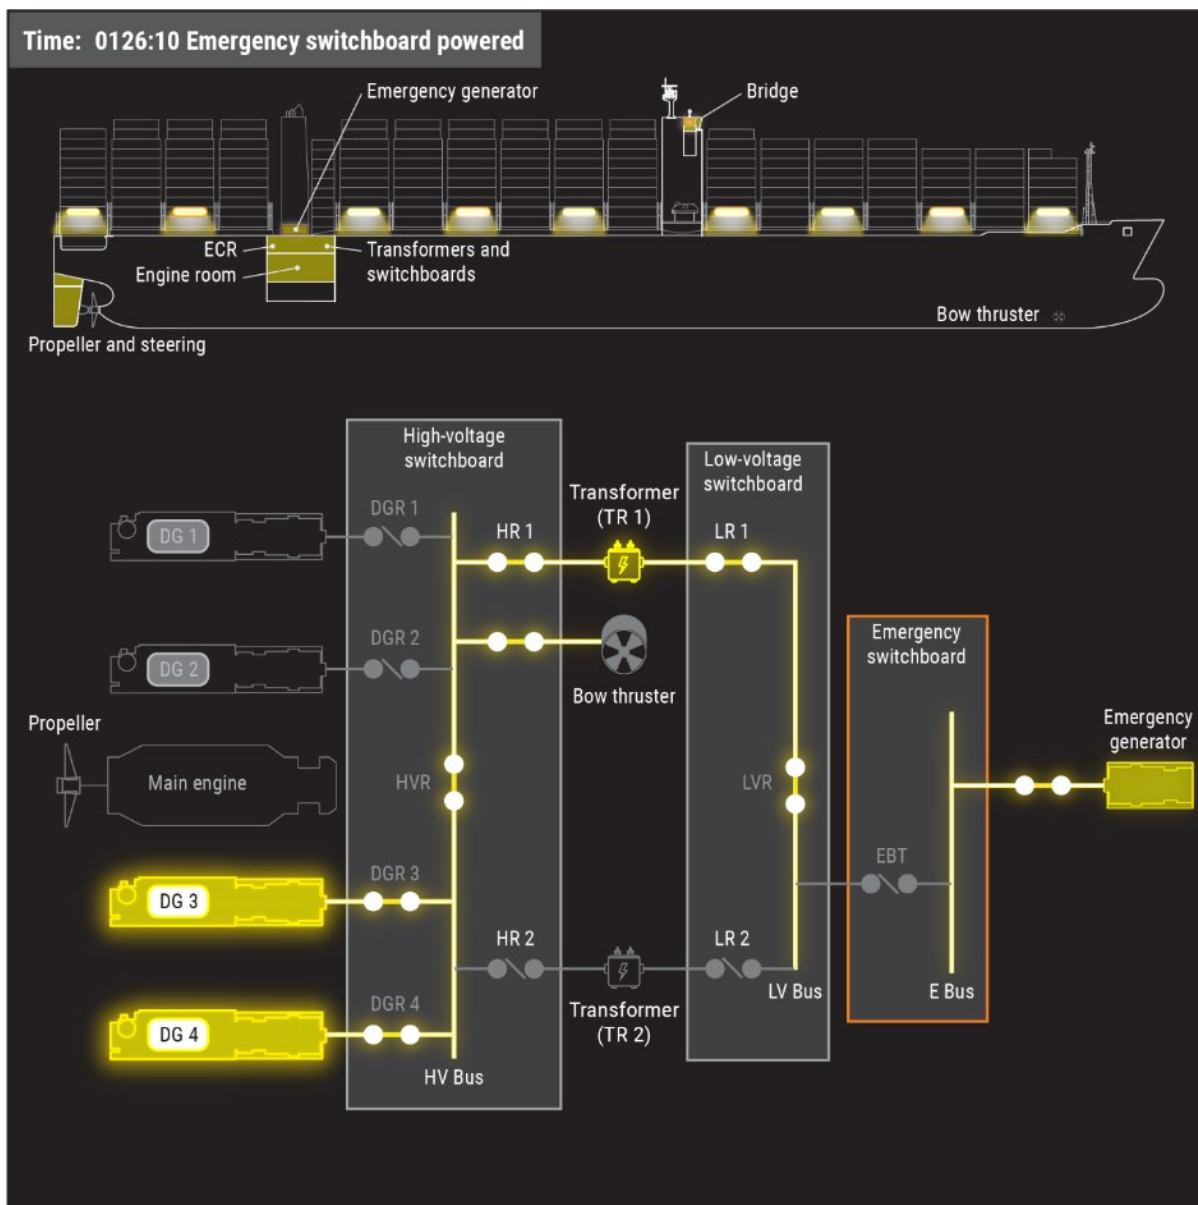 Time: 0126:10 Emergency switchboard powered
Emergency generator
Bridge
ECR
Transformers and
switchboards
Engine room
Bow thruster
Propeller and steering
High-voltage
switchboard
Low-voltage
switchboard
Transformer
(TR 1)
DGR 1
HR 1
LR 1
DG 1
DGR 2
Emergency
switchboard
DG 2
Bow thruster
Propeller
Emergency
generator
Main engine
HVR
LVR
DGR 3
EBT
DG 3
HR 2
LR 2
DGR 4
LV Bus
E Bus
Transformer
(TR 2)
DG 4
HV Bus